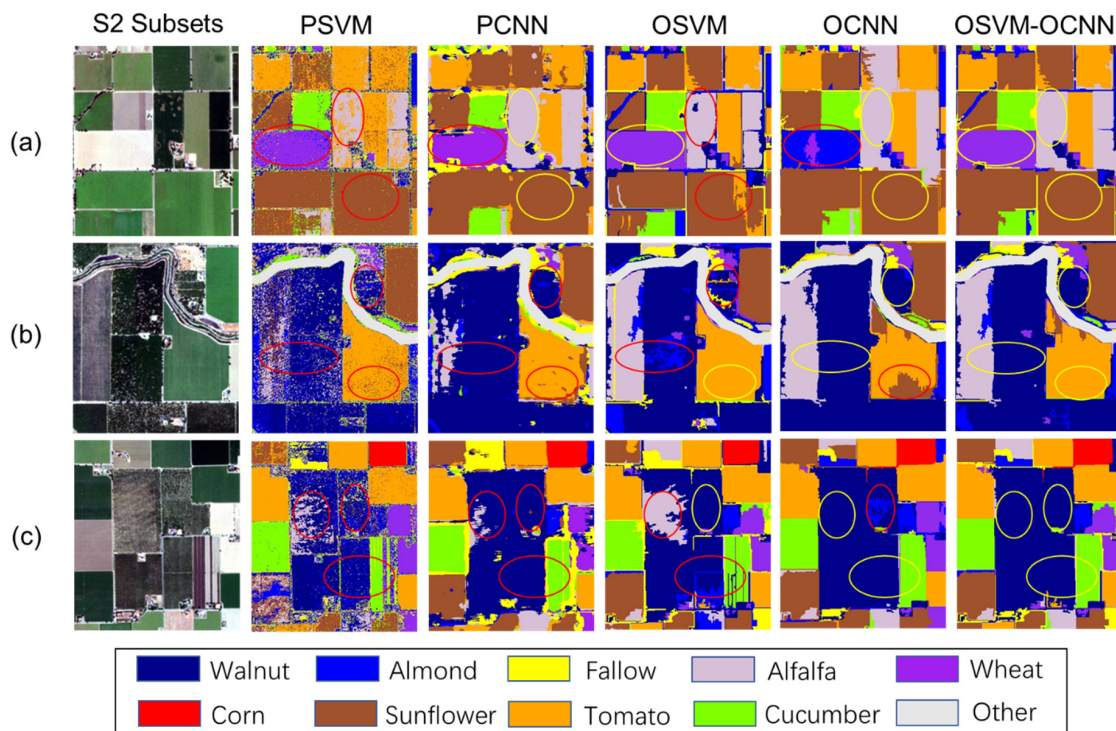 S2 Subsets PSVM PCNN OSVM OCNN OSVM-OCNN
(a)
(b)
(c)
Walnut Almond Fallow Alfalfa Wheat
Corn Sunflower Tomato Cucumber Other